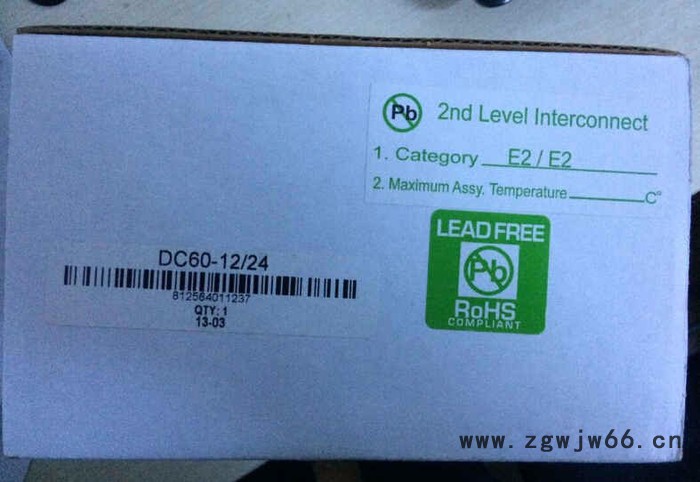 Pb 2nd Level Interconnect
1. Category E2 / E2
2. Maximum Assy. Temperature C°
LEAD FREE
Pb
RoHS
COMPLIANT
DC60-12/24
812564011237
QTY: 1
13-03
www.zgwjw66.cn